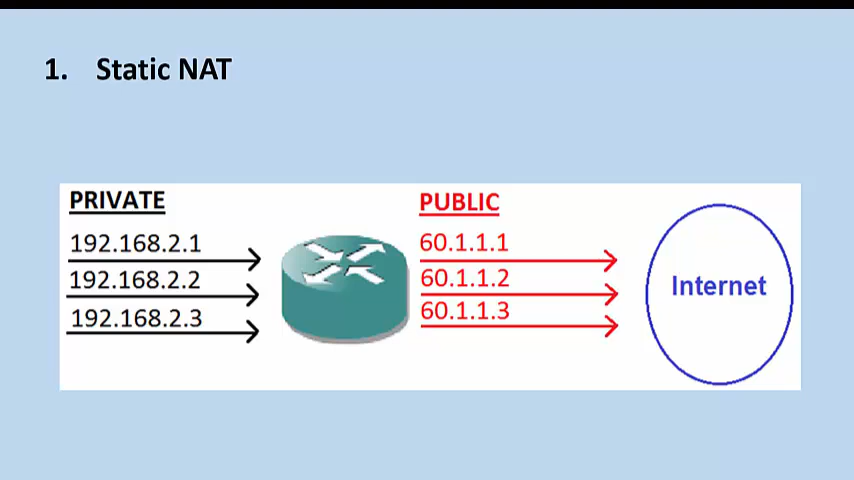 1. Static NAT
PRIVATE
192.168.2.1
192.168.2.2
192.168.2.3
PUBLIC
60.1.1.1
60.1.1.2
60.1.1.3
Internet